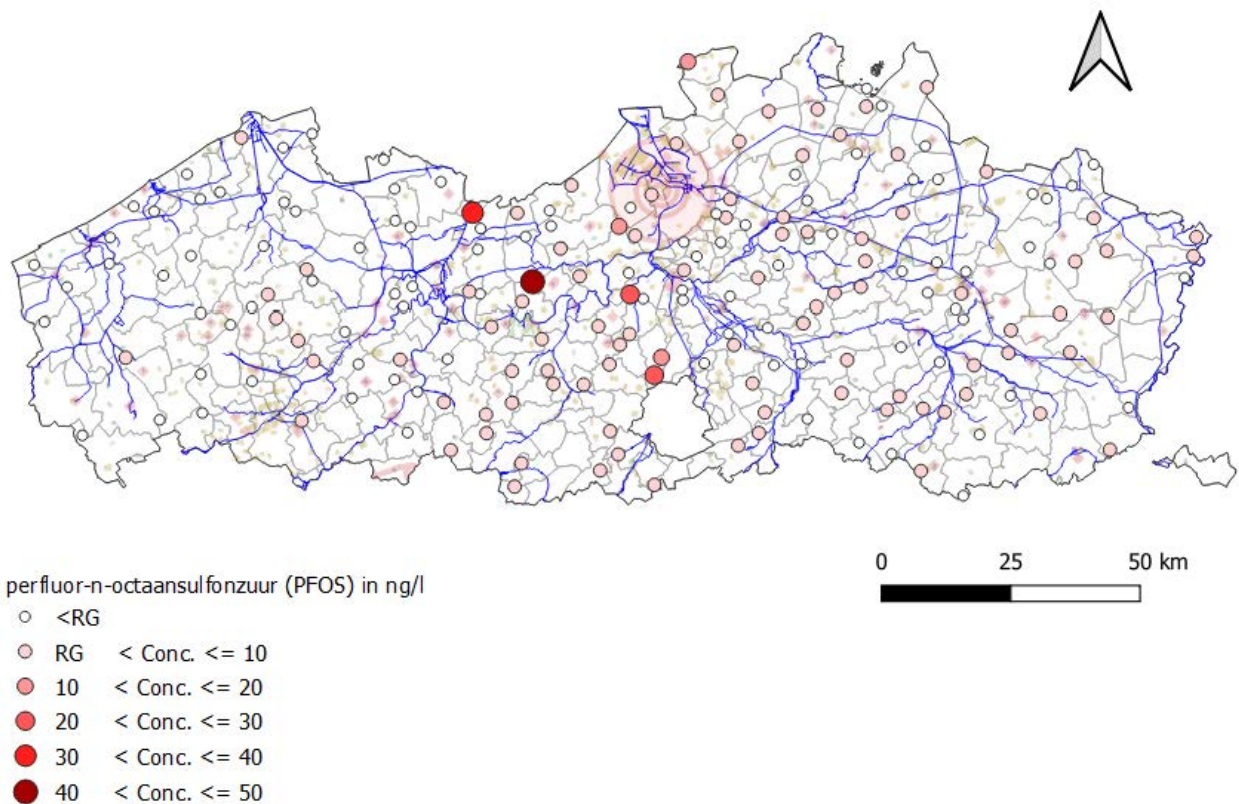 0 25 50 km
perfluor-n-octaansulfonzuur (PFOS) in ng/l
<RG
RG < Conc. <= 10
10 < Conc. <= 20
20 < Conc. <= 30
30 < Conc. <= 40
40 < Conc. <= 50